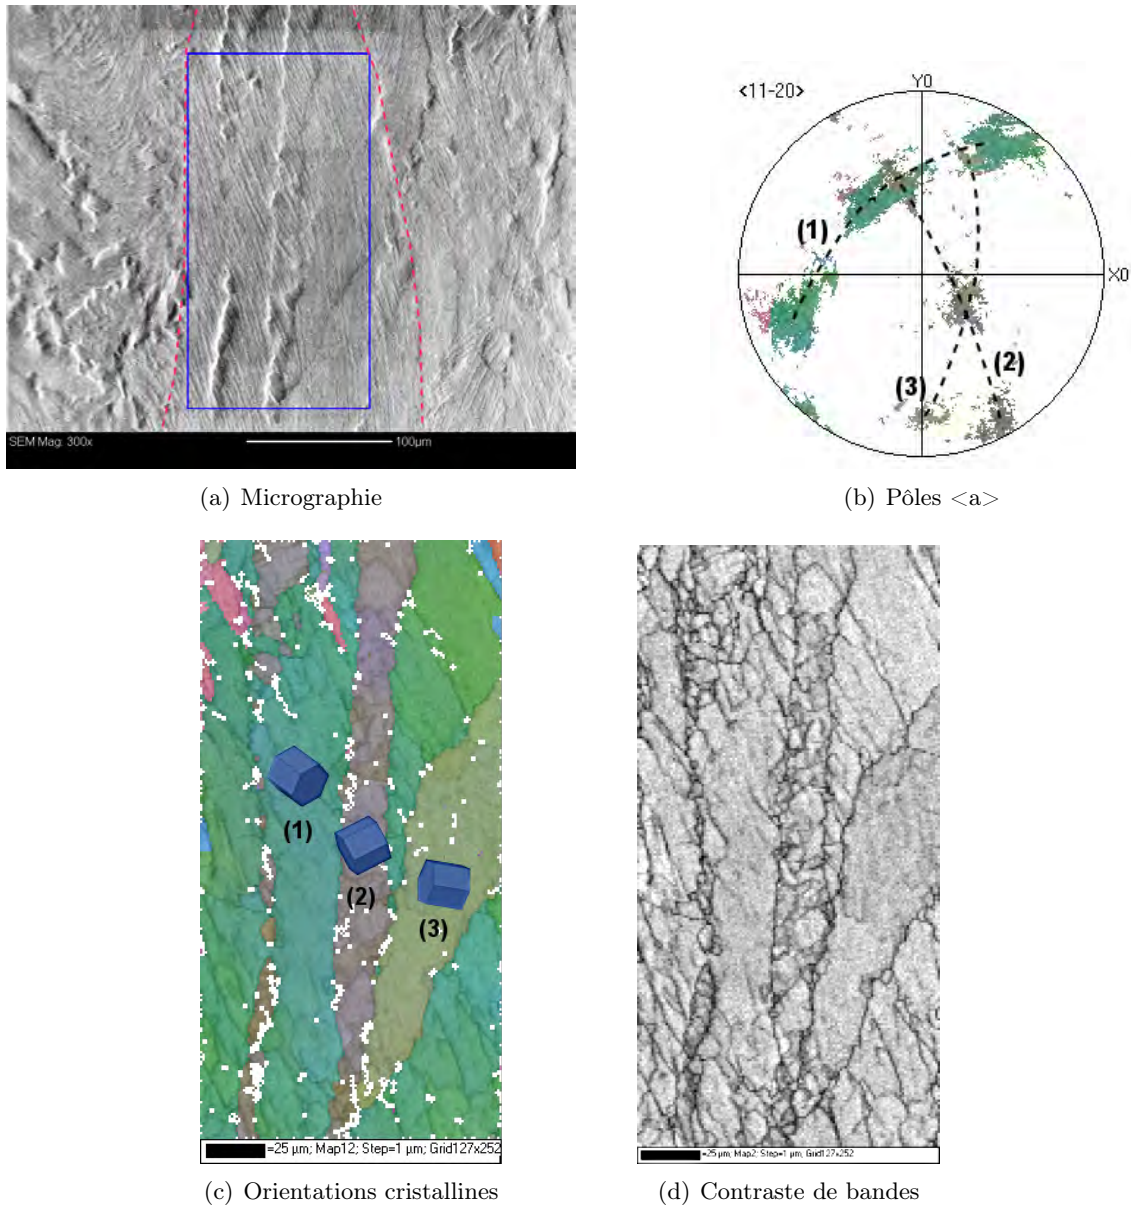 SEM Mag: 300x
100µm
(a) Micrographie
<11-20>
Y0
X0
(1)
(2)
(3)
(b) Pôles <a>
(1)
(2)
(3)
=25 µm; Map12; Step=1 µm; Grid127x252
(c) Orientations cristallines
=25 µm; Map2; Step=1 µm; Grid127x252
(d) Contraste de bandes